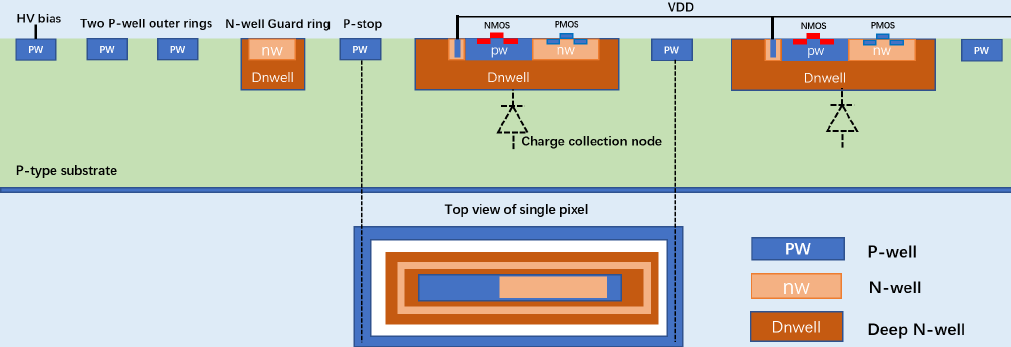 VDD
HV bias
Two P-well outer rings
N-well Guard ring
P-stop
NMOS
PMOS
NMOS
PMOS
PW
PW
PW
nw
PW
pw
nw
PW
pw
nw
PW
Dnwell
Dnwell
Dnwell
Charge collection node
P-type substrate
Top view of single pixel
PW
P-well
nw
N-well
Dnwell
Deep N-well